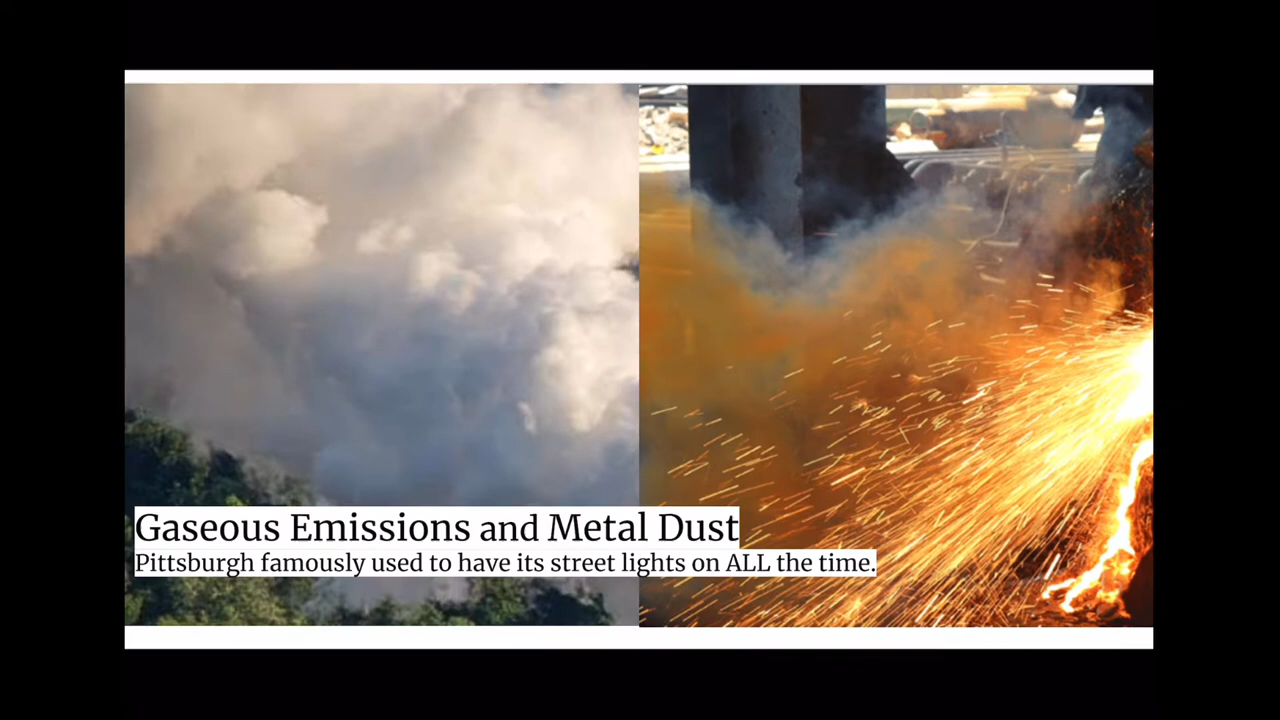 Gaseous Emissions and Metal Dust
Pittsburgh famously used to have its street lights on ALL the time.